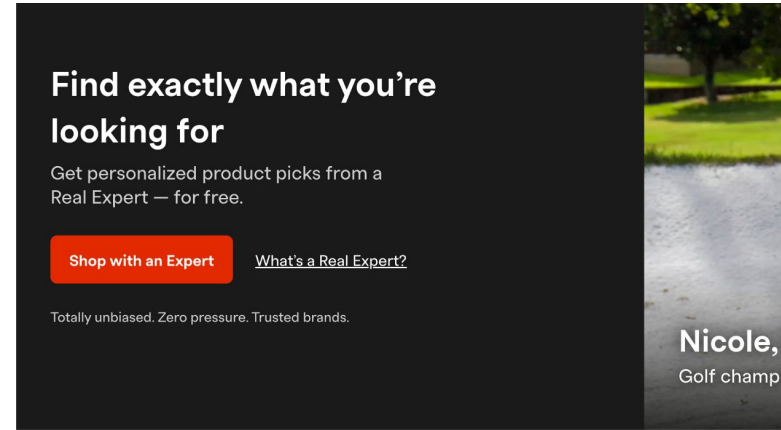 Find exactly what you’re
looking for
Get personalized product picks from a
Real Expert — for free.
Shop with an Expert
What's a Real Expert?
Totally unbiased. Zero pressure. Trusted brands.
Nicole,
Golf champ